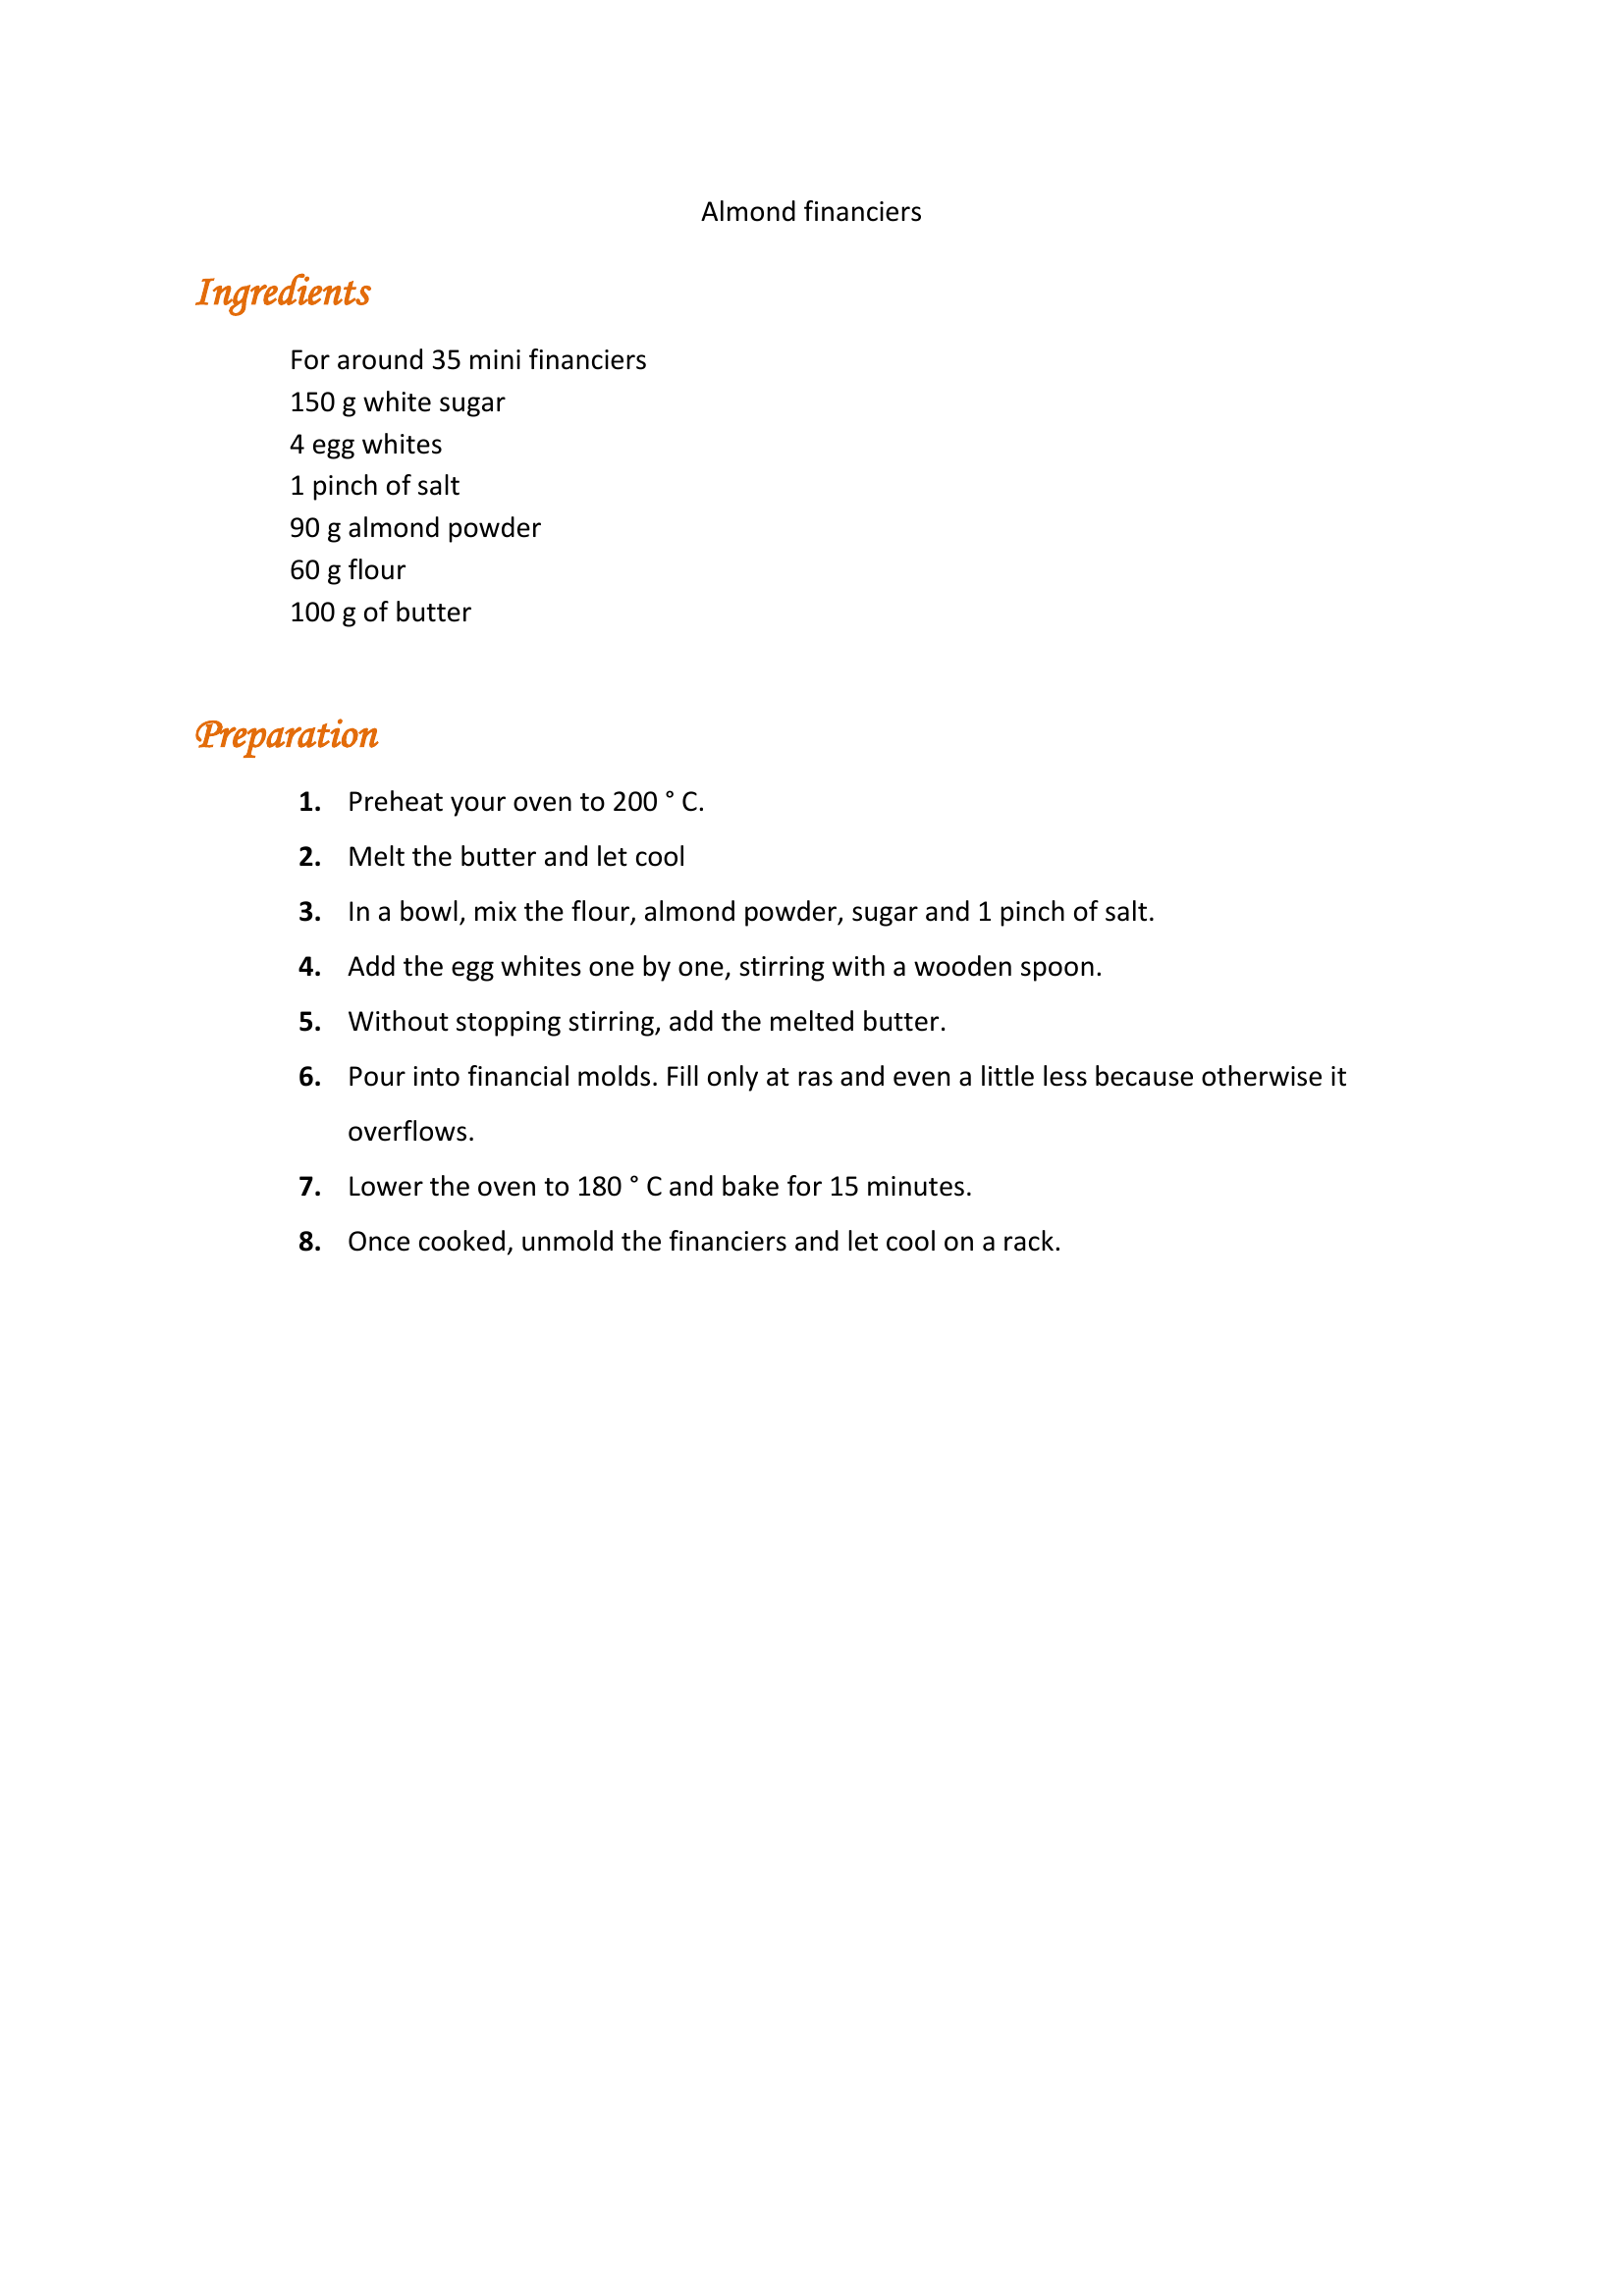 Almond financiers
Ingredients
For around 35 mini financiers
150 g white sugar
4 egg whites
1 pinch of salt
90 g almond powder
60 g flour
100 g of butter
Preparation
1. Preheat your oven to 200 ° C.
2. Melt the butter and let cool
3. In a bowl, mix the flour, almond powder, sugar and 1 pinch of salt.
4. Add the egg whites one by one, stirring with a wooden spoon.
5. Without stopping stirring, add the melted butter.
6. Pour into financial molds. Fill only at ras and even a little less because otherwise it
overflows.
7. Lower the oven to 180 ° C and bake for 15 minutes.
8. Once cooked, unmold the financiers and let cool on a rack.